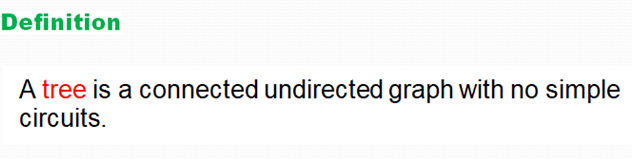 Definition
A tree is a connected undirected graph with no simple
circuits.